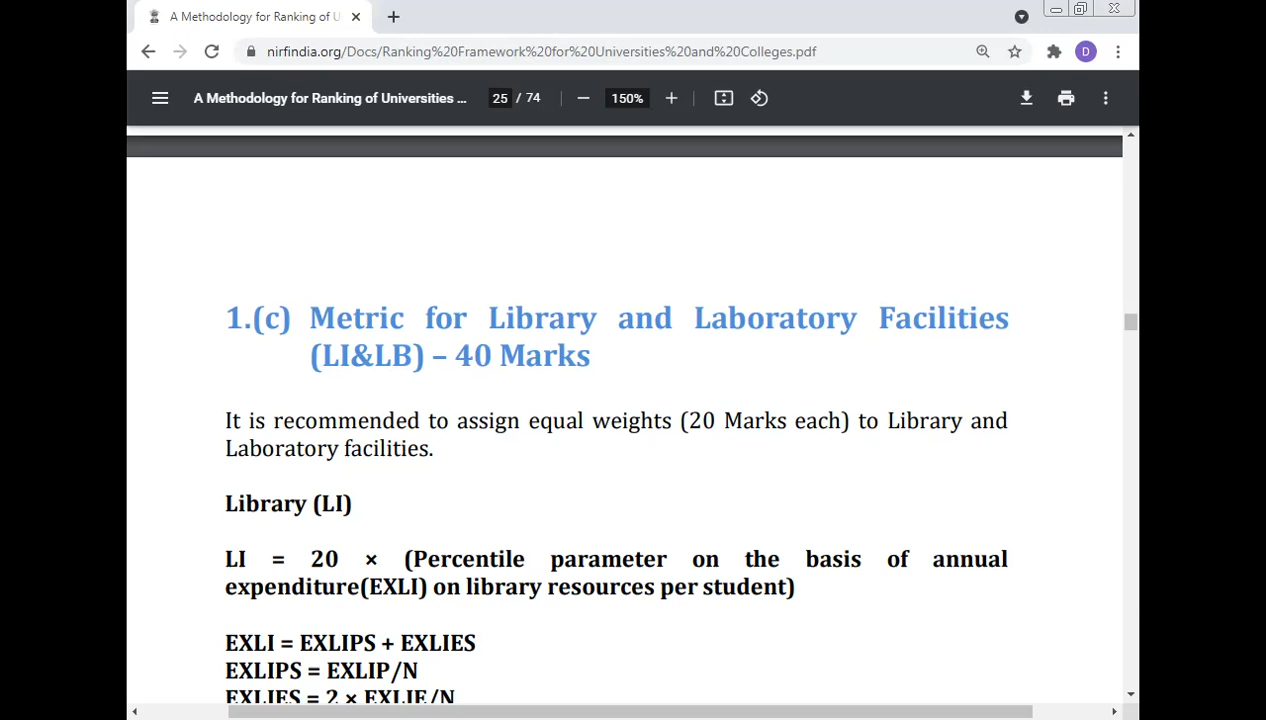 A Methodology for Ranking of U
nirfindia.org/Docs/Ranking%20Framework%20for%20Universities%20and%20Colleges.pdf
D
A Methodology for Ranking of Universities ...
25 / 74
150%
1.(c) Metric for Library and Laboratory Facilities
(LI&LB) – 40 Marks
It is recommended to assign equal weights (20 Marks each) to Library and
Laboratory facilities.
Library (LI)
LI = 20 × (Percentile parameter on the basis of annual
expenditure(EXLI) on library resources per student)
EXLI = EXLIPS + EXLIES
EXLIPS = EXLIP/N
EXLIES = 2 × EXLIE/N